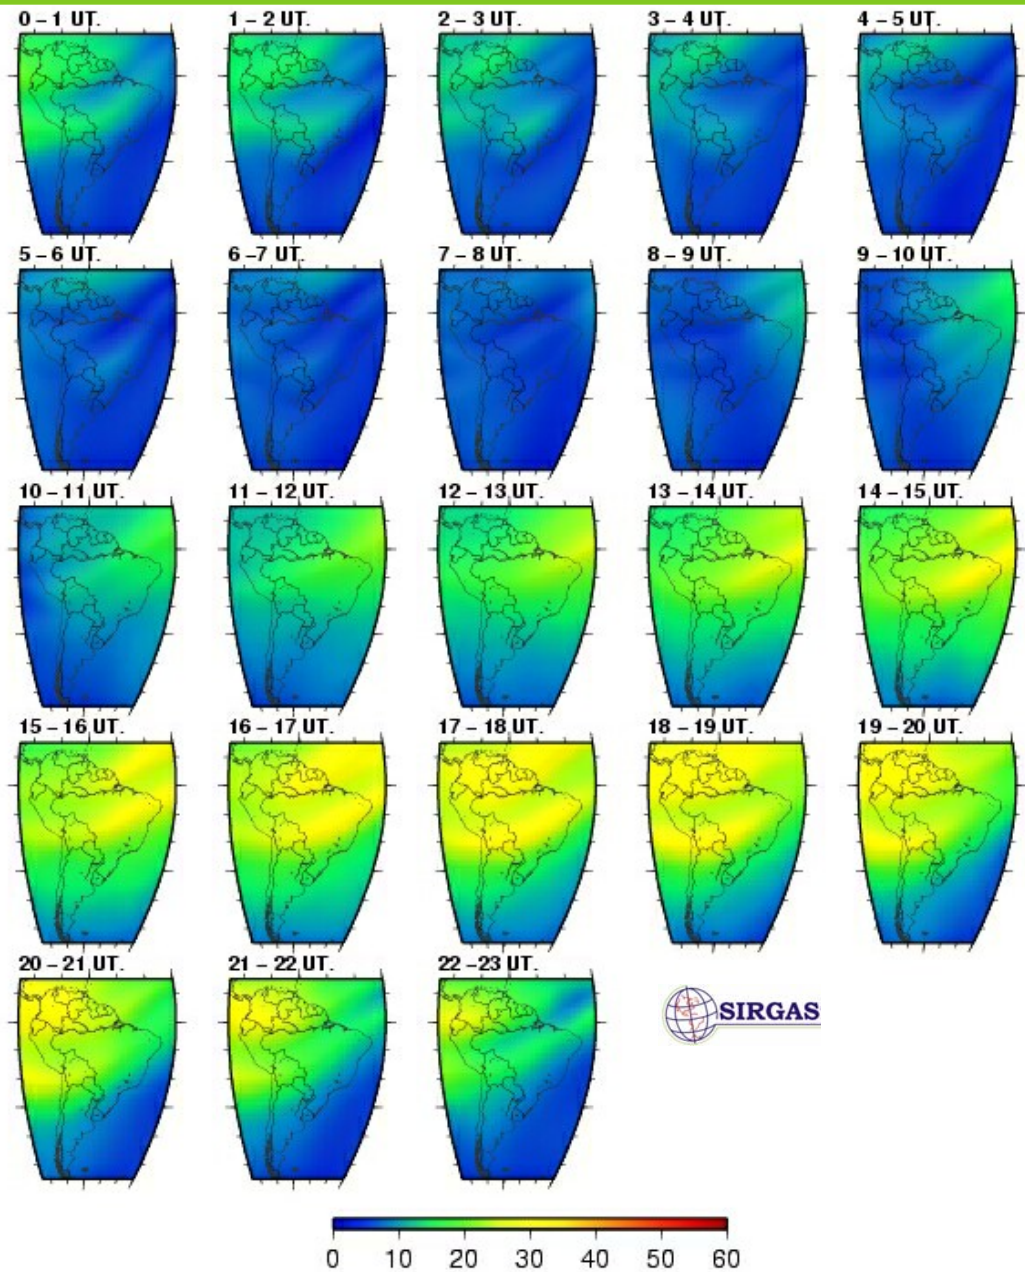 0 – 1 UT. 1 – 2 UT. 2 – 3 UT. 3 – 4 UT. 4 – 5 UT.
5 – 6 UT. 6 –7 UT. 7 – 8 UT. 8 – 9 UT. 9 – 10 UT.
10 – 11 UT. 11 – 12 UT. 12 – 13 UT. 13 – 14 UT. 14 – 15 UT.
15 – 16 UT. 16 – 17 UT. 17 – 18 UT. 18 – 19 UT. 19 – 20 UT.
20 – 21 UT. 21 – 22 UT. 22 –23 UT.
SIRGAS
0 10 20 30 40 50 60